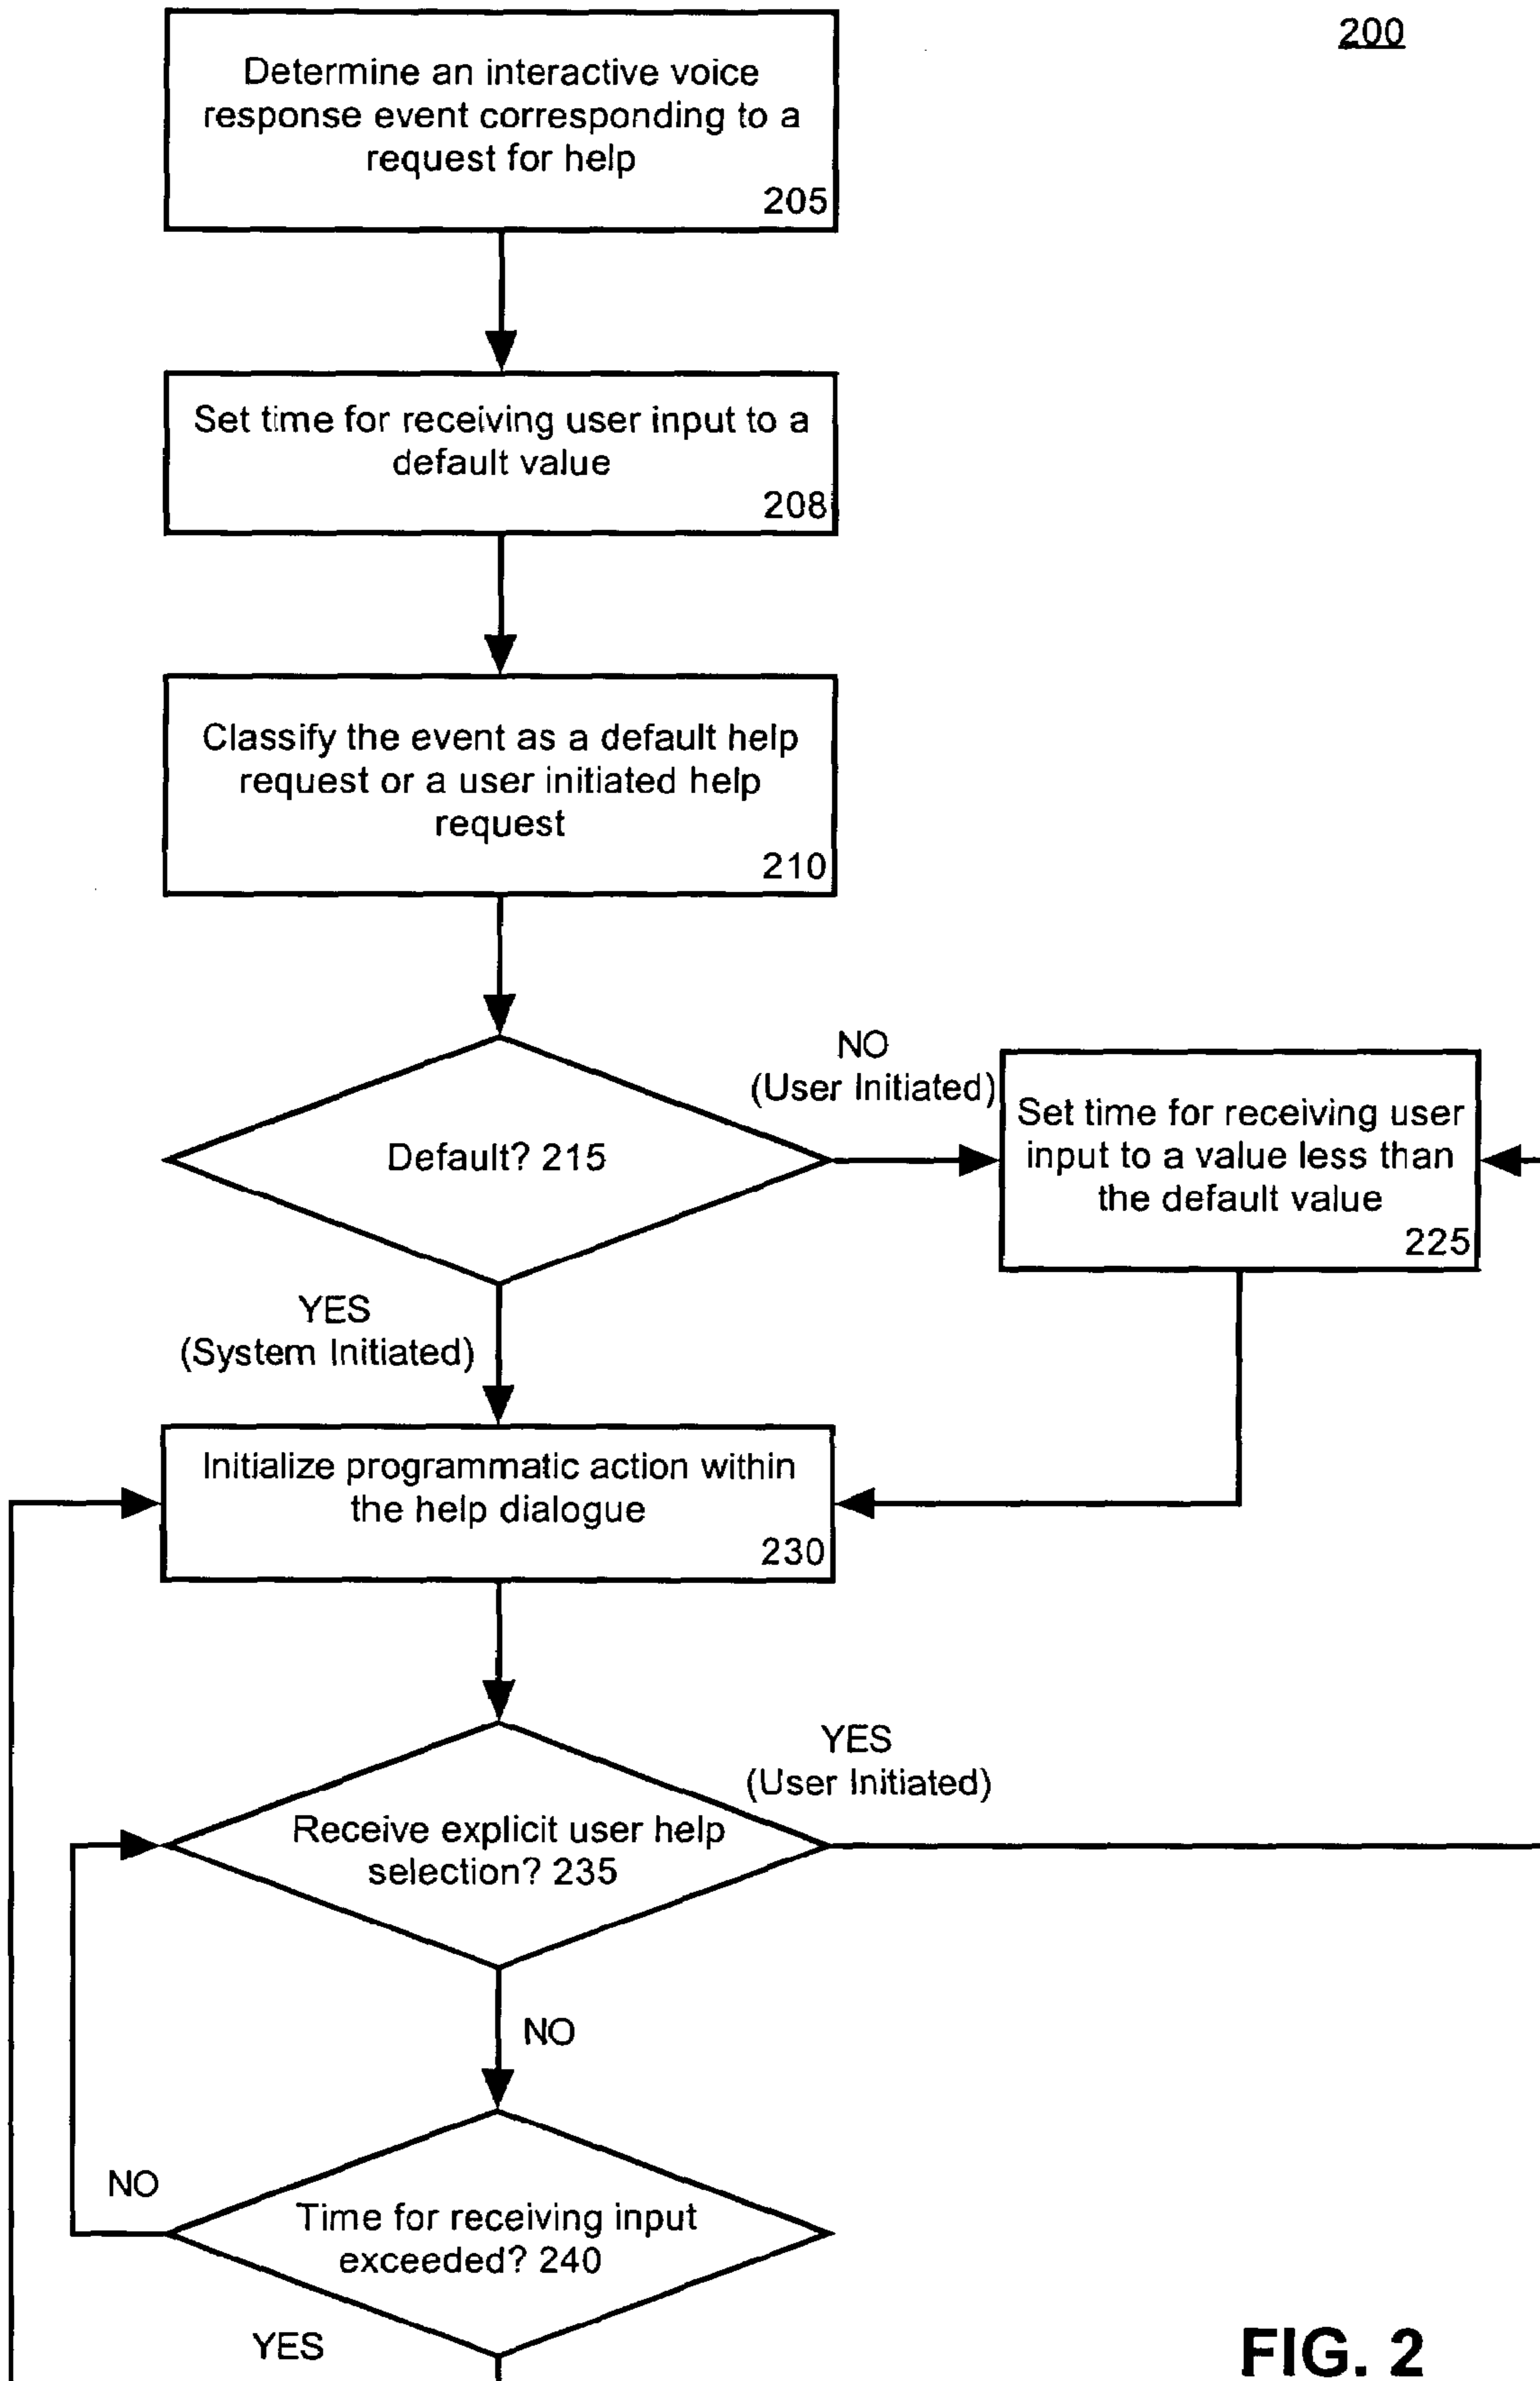 200
Determine an interactive voice
response event corresponding to a
request for help
205
Set time for receiving user input to a
default value
208
Classify the event as a default help
request or a user initiated help
request
210
Default? 215
NO
(User Initiated)
Set time for receiving user
input to a value less than
the default value
225
YES
(System Initiated)
Initialize programmatic action within
the help dialogue
230
Receive explicit user help
selection? 235
YES
(User Initiated)
NO
Time for receiving input
exceeded? 240
NO
YES
FIG. 2